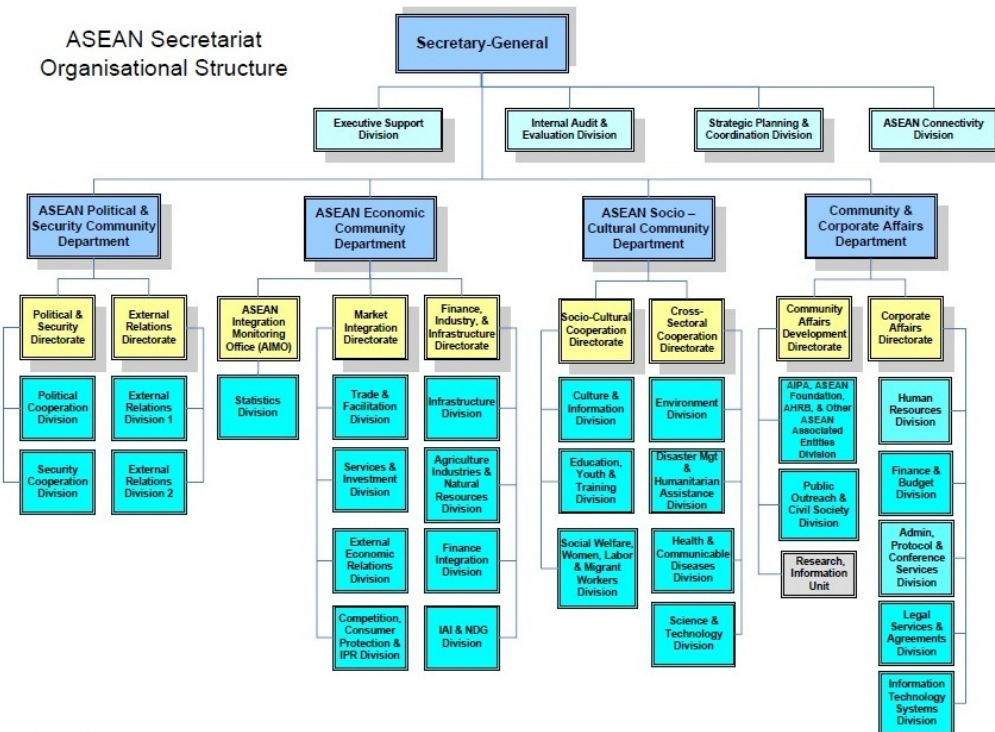 ASEAN Secretariat
Organisational Structure
Secretary-General
Executive Support
Division
Internal Audit &
Evaluation Division
Strategic Planning &
Coordination Division
ASEAN Connectivity
Division
ASEAN Political &
Security Community
Department
ASEAN Economic
Community
Department
ASEAN Socio –
Cultural Community
Department
Community &
Corporate Affairs
Department
Political &
Security
Directorate
External
Relations
Directorate
ASEAN
Integration
Monitoring
Office (AIMO)
Market
Integration
Directorate
Finance,
Industry, &
Infrastructure
Directorate
Socio-Cultural
Cooperation
Directorate
Cross-
Sectoral
Cooperation
Directorate
Community
Affairs
Development
Directorate
Corporate
Affairs
Directorate
Political
Cooperation
Division
External
Relations
Division 1
Statistics
Division
Trade &
Facilitation
Division
Infrastructure
Division
Culture &
Information
Division
Environment
Division
AIPA, ASEAN
Foundation,
AHRB, & Other
ASEAN
Associated
Entities
Division
Human
Resources
Division
Security
Cooperation
Division
External
Relations
Division 2
Services &
Investment
Division
Agriculture
Industries &
Natural
Resources
Division
Education,
Youth &
Training
Division
Disaster Mgt
&
Humanitarian
Assistance
Division
Public
Outreach &
Civil Society
Division
Finance &
Budget
Division
External
Economic
Relations
Division
Finance
Integration
Division
Social Welfare,
Women, Labor
& Migrant
Workers
Division
Health &
Communicable
Diseases
Division
Research,
Information
Unit
Admin,
Protocol &
Conference
Services
Division
Competition,
Consumer
Protection &
IPR Division
IAI & NDG
Division
Science &
Technology
Division
Legal
Services &
Agreements
Division
Information
Technology
Systems
Division